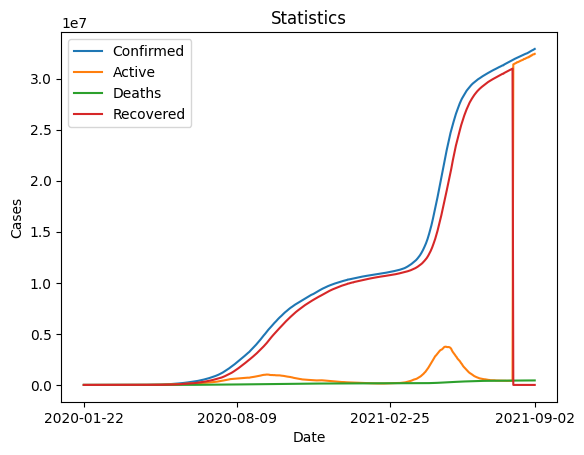 Statistics
1e7
Confirmed
Active
Deaths
Recovered
3.0
2.5
2.0
1.5
1.0
0.5
0.0
Cases
2020-01-22 2020-08-09 2021-02-25 2021-09-02
Date